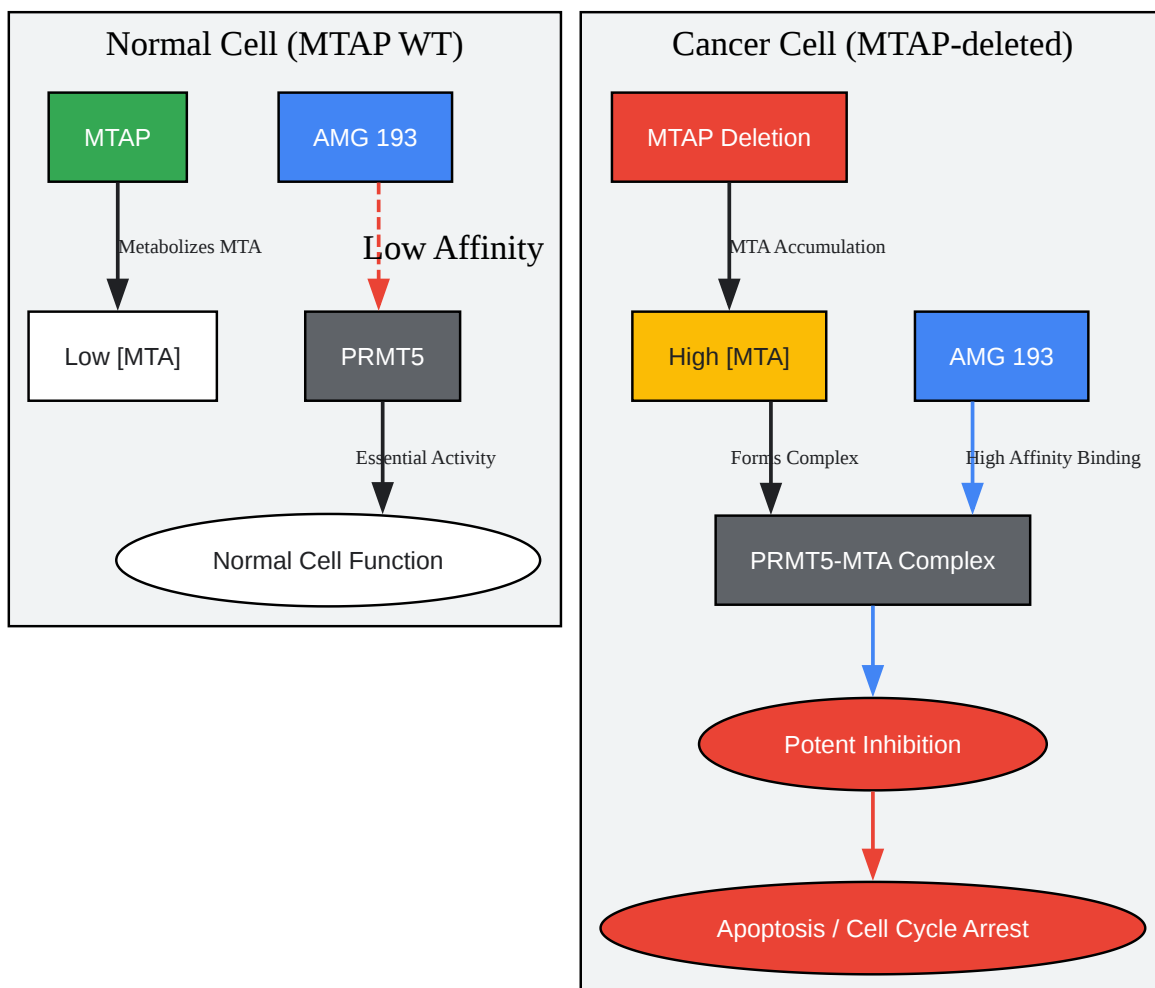 Normal Cell (MTAP WT)
MTAP
AMG 193
Metabolizes MTA
Low Affinity
Low [MTA]
PRMT5
Essential Activity
Normal Cell Function
Cancer Cell (MTAP-deleted)
MTAP Deletion
MTA Accumulation
High [MTA]
AMG 193
Forms Complex
High Affinity Binding
PRMT5-MTA Complex
Potent Inhibition
Apoptosis / Cell Cycle Arrest